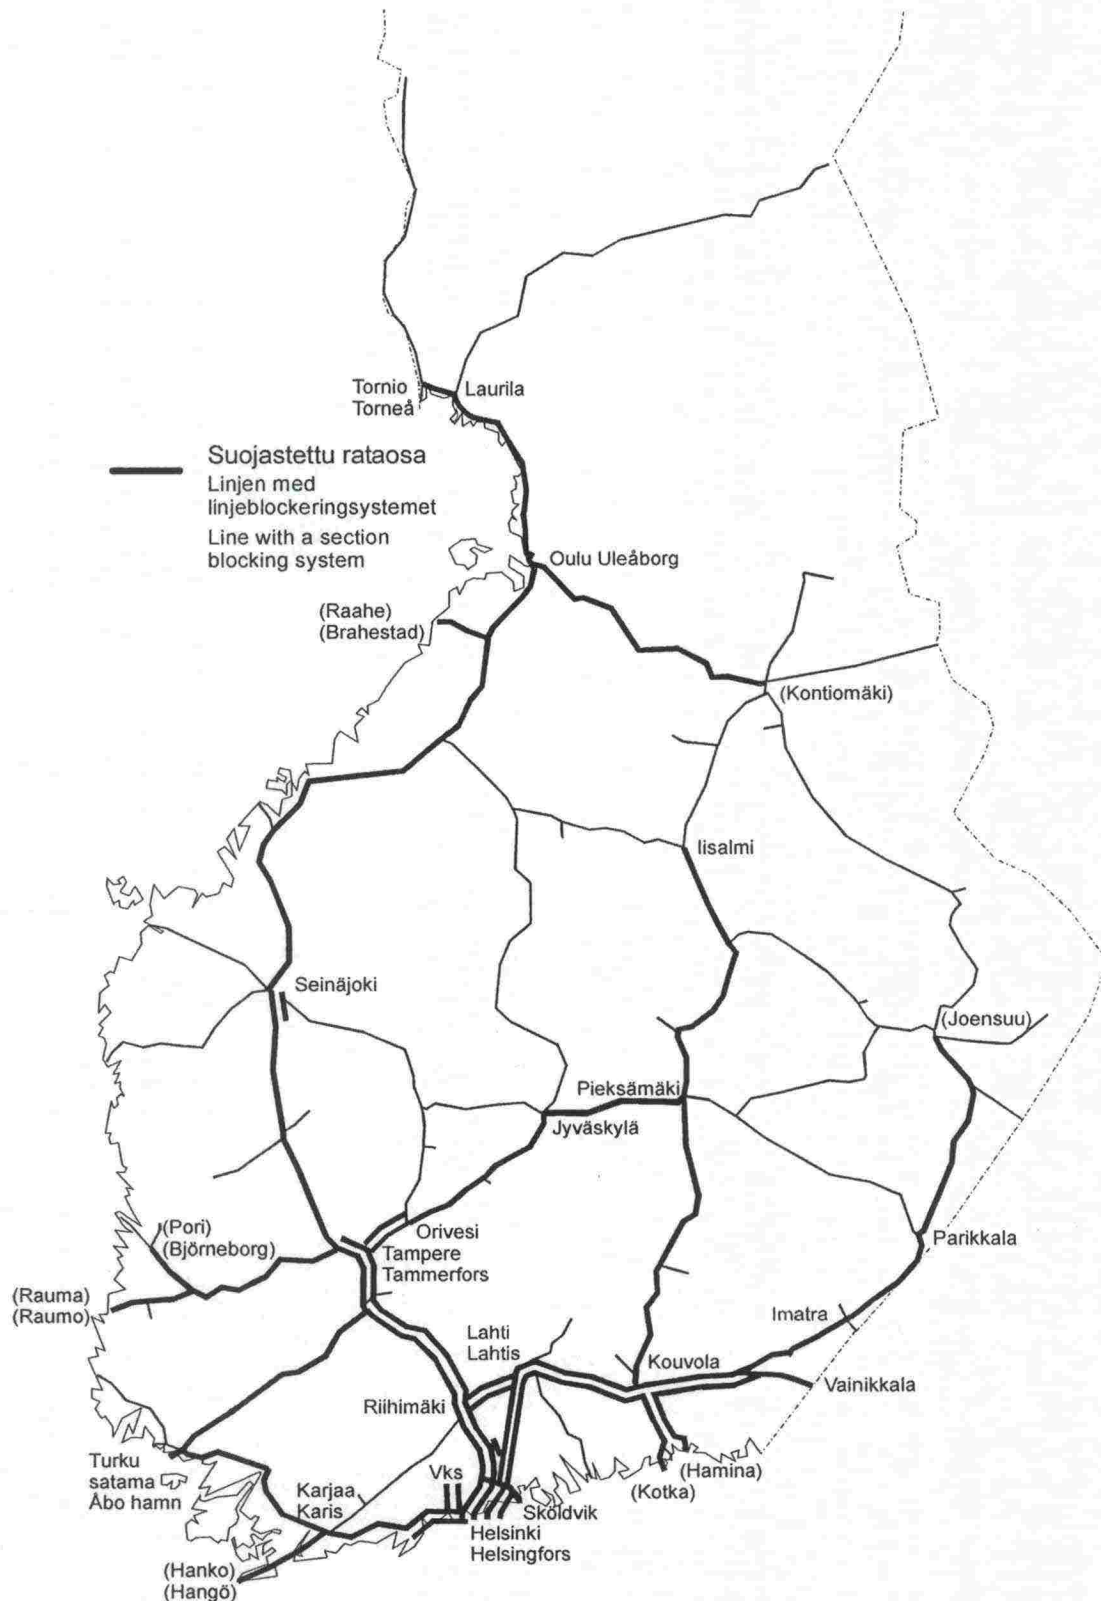 Tornio
Torneå
Laurila
Suojastettu rataosa
Linjen med
linjeblockeringsystemet
Line with a section
blocking system
Oulu Uleåborg
(Raahe)
(Brahestad)
(Kontiomäki)
Iisalmi
Seinäjoki
(Joensuu)
Pieksämäki
Jyväskylä
(Pori)
(Björneborg)
Orivesi
Tampere
Tammerfors
Parikkala
(Rauma)
(Raumo)
Imatra
Lahti
Lahtis
Kouvola
Vainikkala
Riihimäki
Turku
satama
Åbo hamn
Vks
Karjaa
Karis
(Hamina)
(Kotka)
Sköldvik
Helsinki
Helsingfors
(Hanko)
(Hangö)